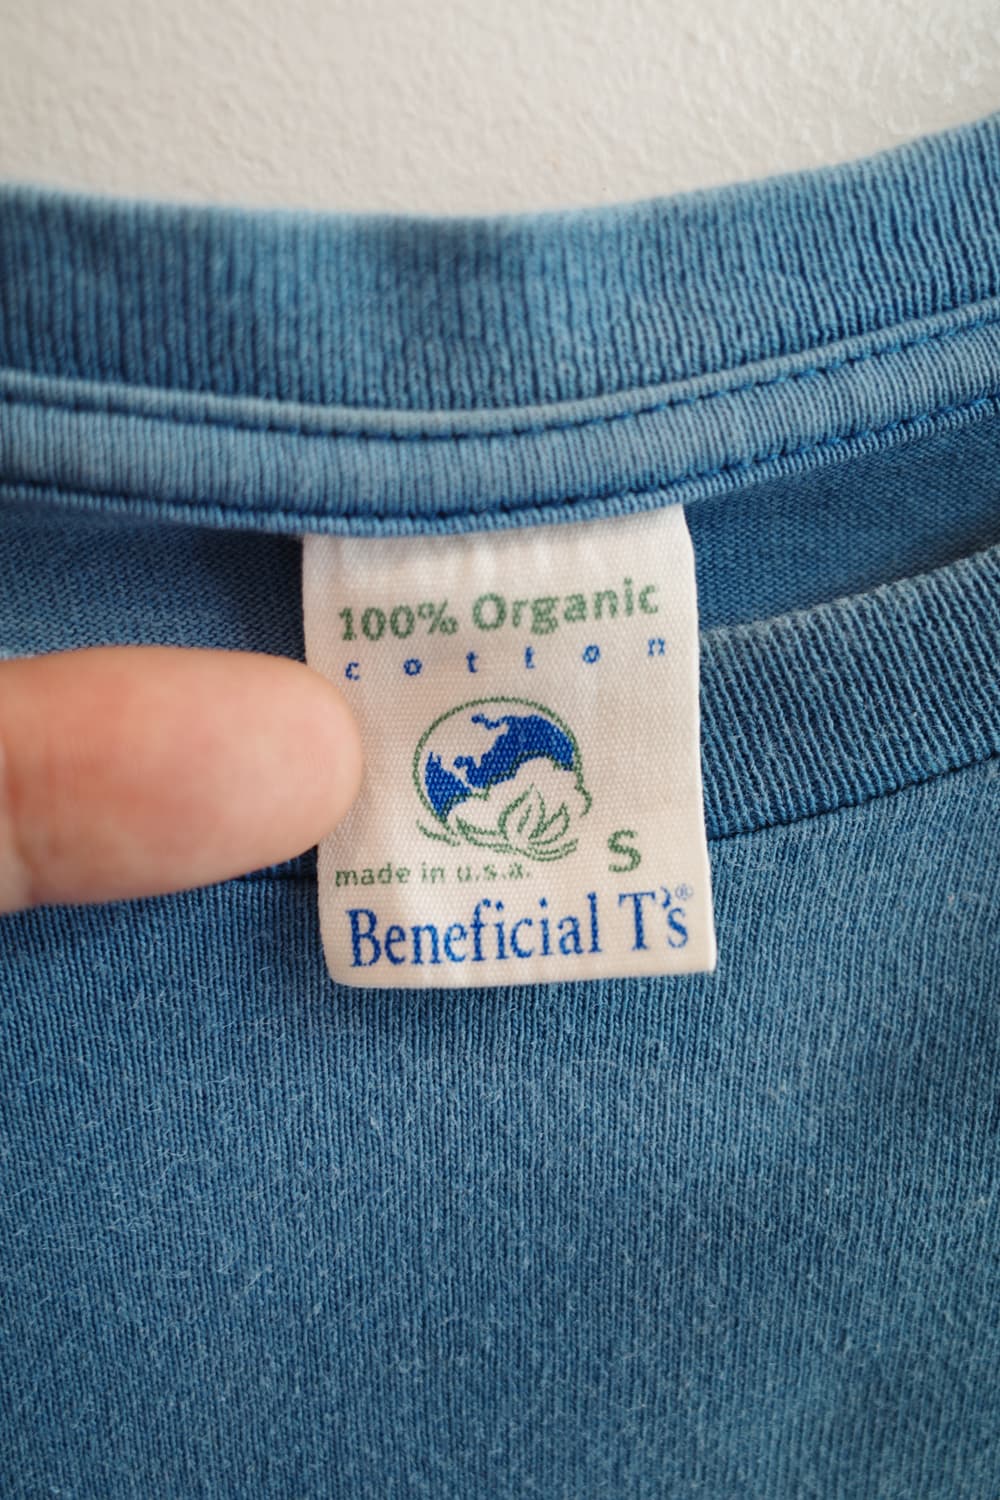 100% Organic
cotton
made in u.s.a.
S
Beneficial T's®